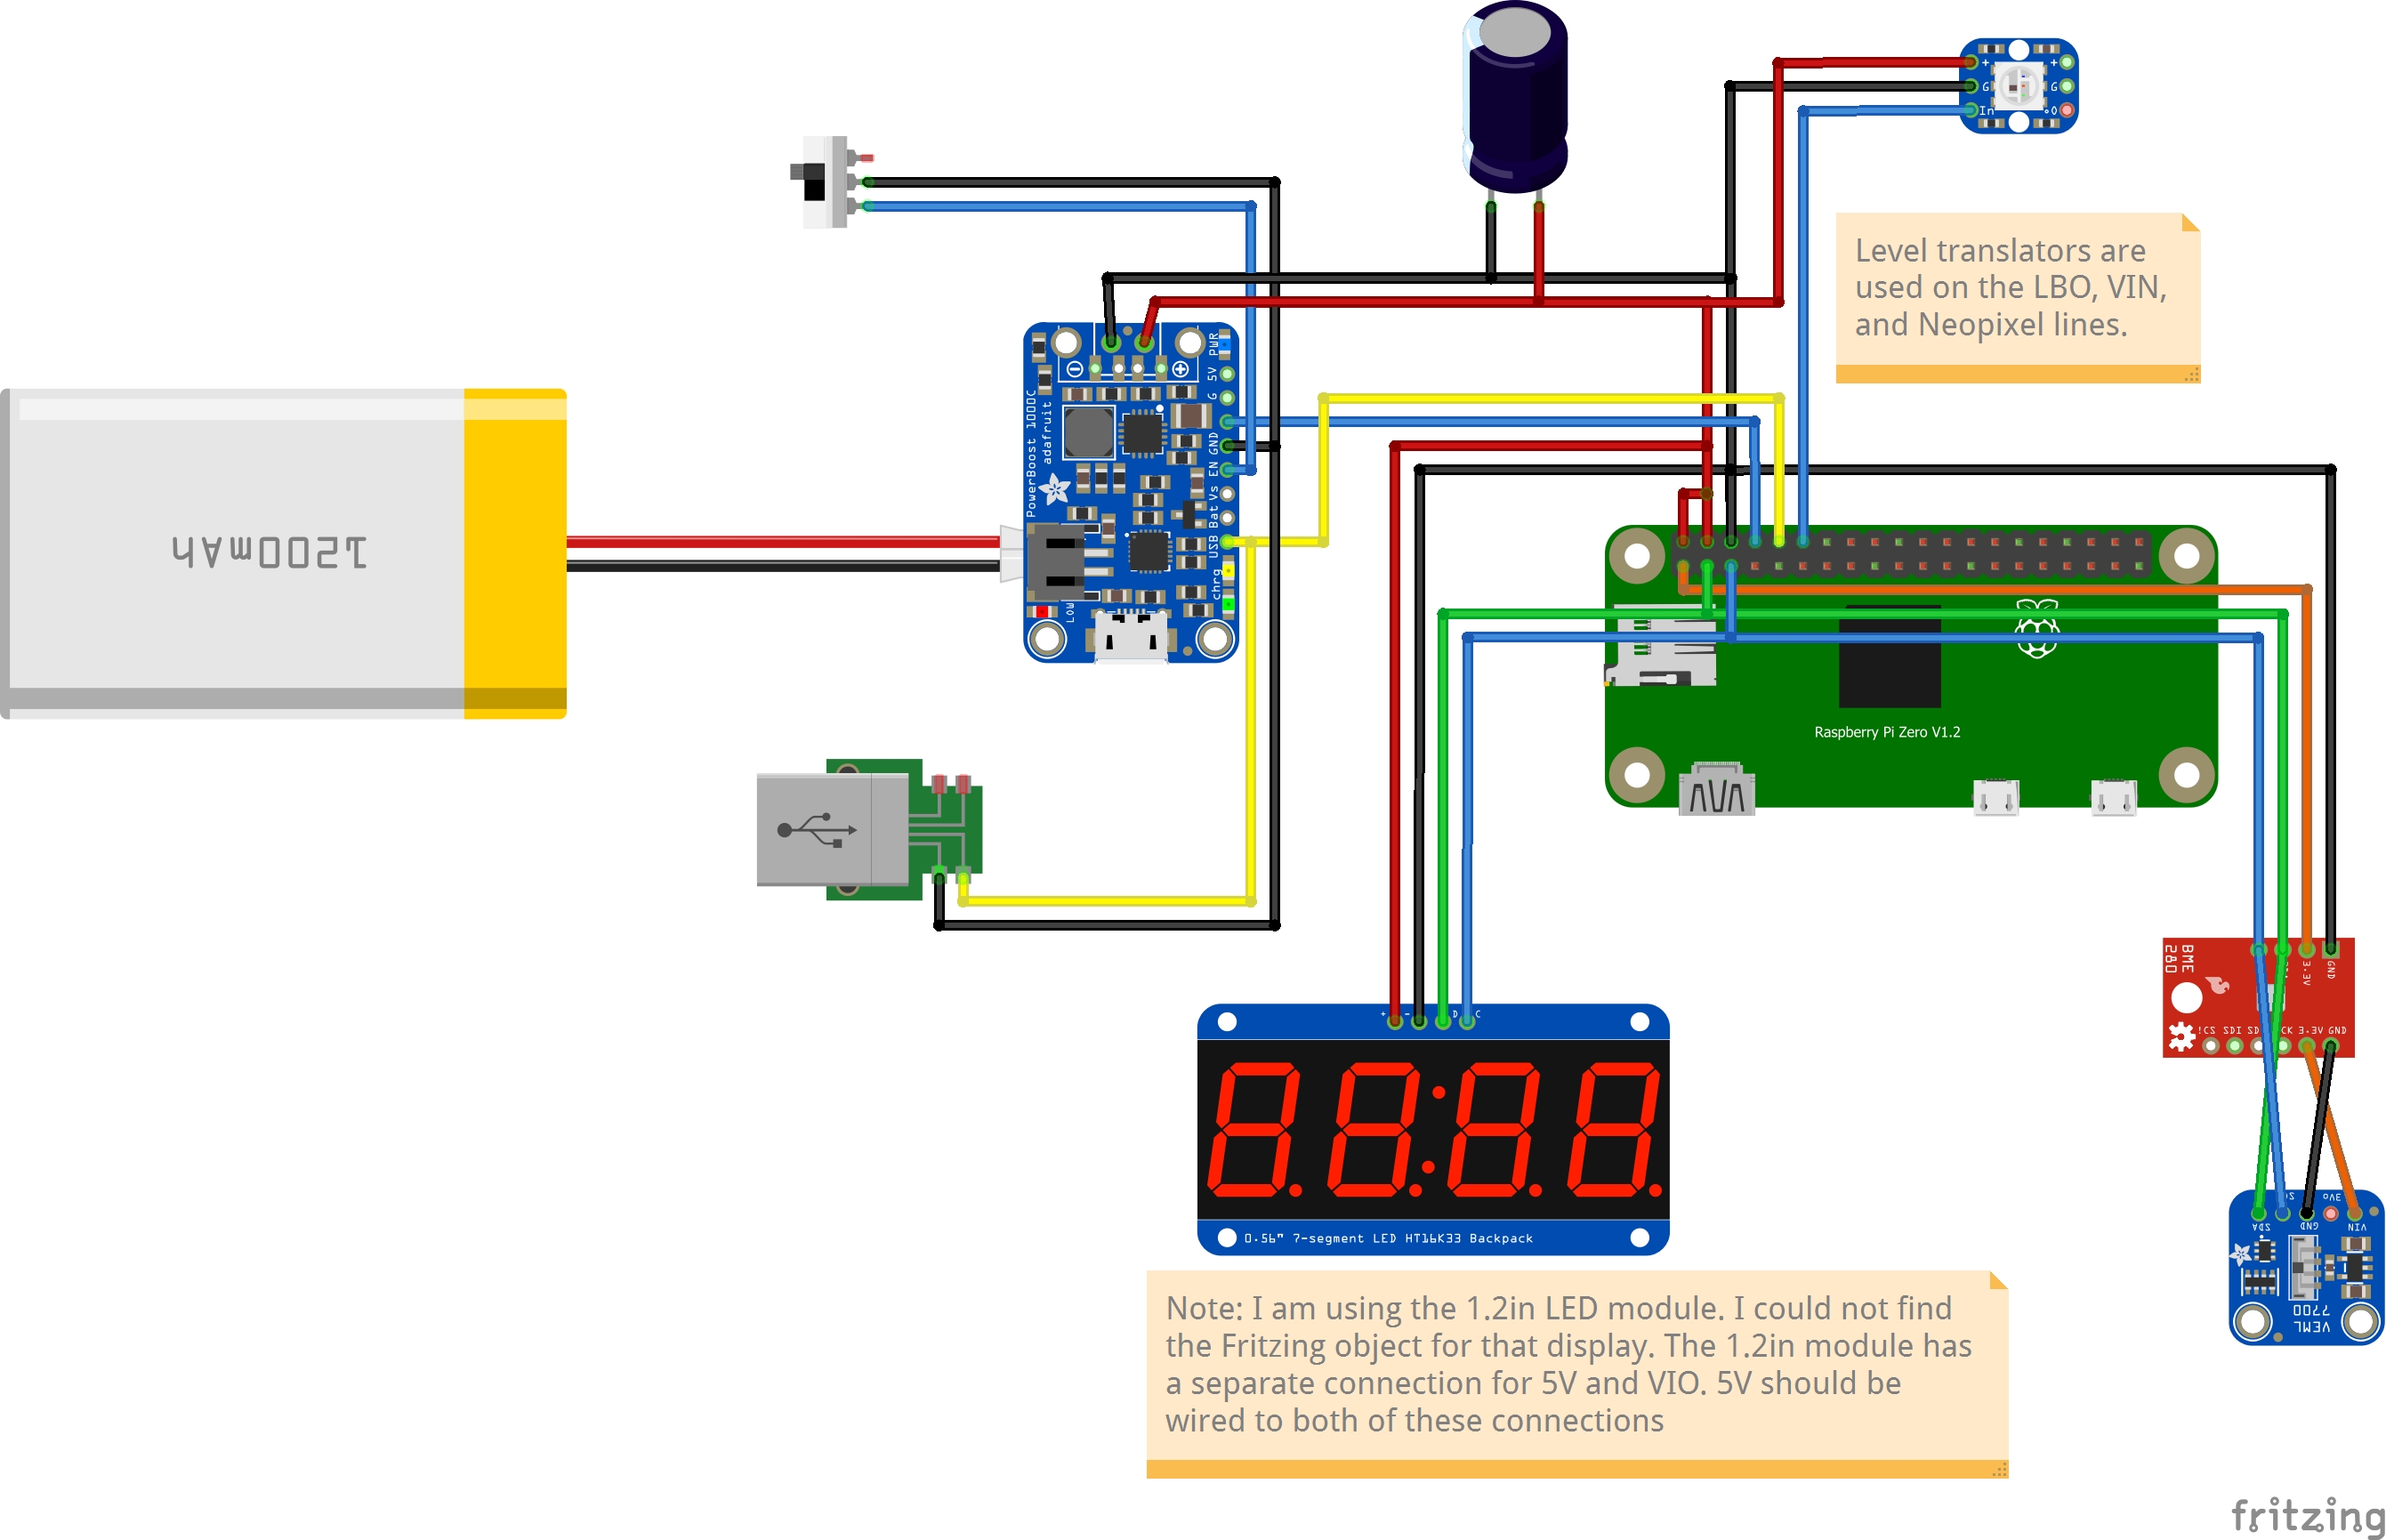 + +
G G
In o
Level translators are
used on the LBO, VIN,
and Neopixel lines.
PWR
5V
G
GND
EN
Vs
Bat
USB
chrg
LOW
PowerBoost 1000C
adafruit
1200mAh
Raspberry Pi Zero V1.2
BME
280
3.3V
GND
!CS SDI SD CK 3.3V GND
+ - D C
0.56" 7-segment LED HT16K33 Backpack
SDA GND 3Vo VIN
VEML
7700
Note: I am using the 1.2in LED module. I could not find
the Fritzing object for that display. The 1.2in module has
a separate connection for 5V and VIO. 5V should be
wired to both of these connections
fritzing